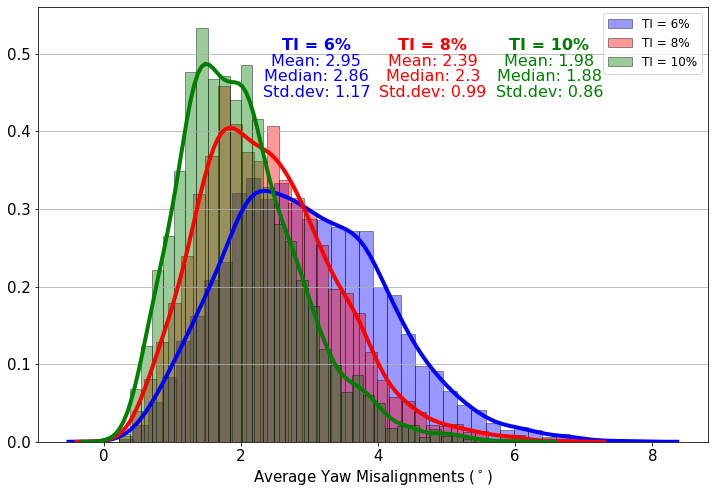 TI = 6%
TI = 8%
TI = 10%
TI = 6%
Mean: 2.95
Median: 2.86
Std.dev: 1.17
TI = 8%
Mean: 2.39
Median: 2.3
Std.dev: 0.99
TI = 10%
Mean: 1.98
Median: 1.88
Std.dev: 0.86
0.5
0.4
0.3
0.2
0.1
0.0
0 2 4 6 8
Average Yaw Misalignments (°)